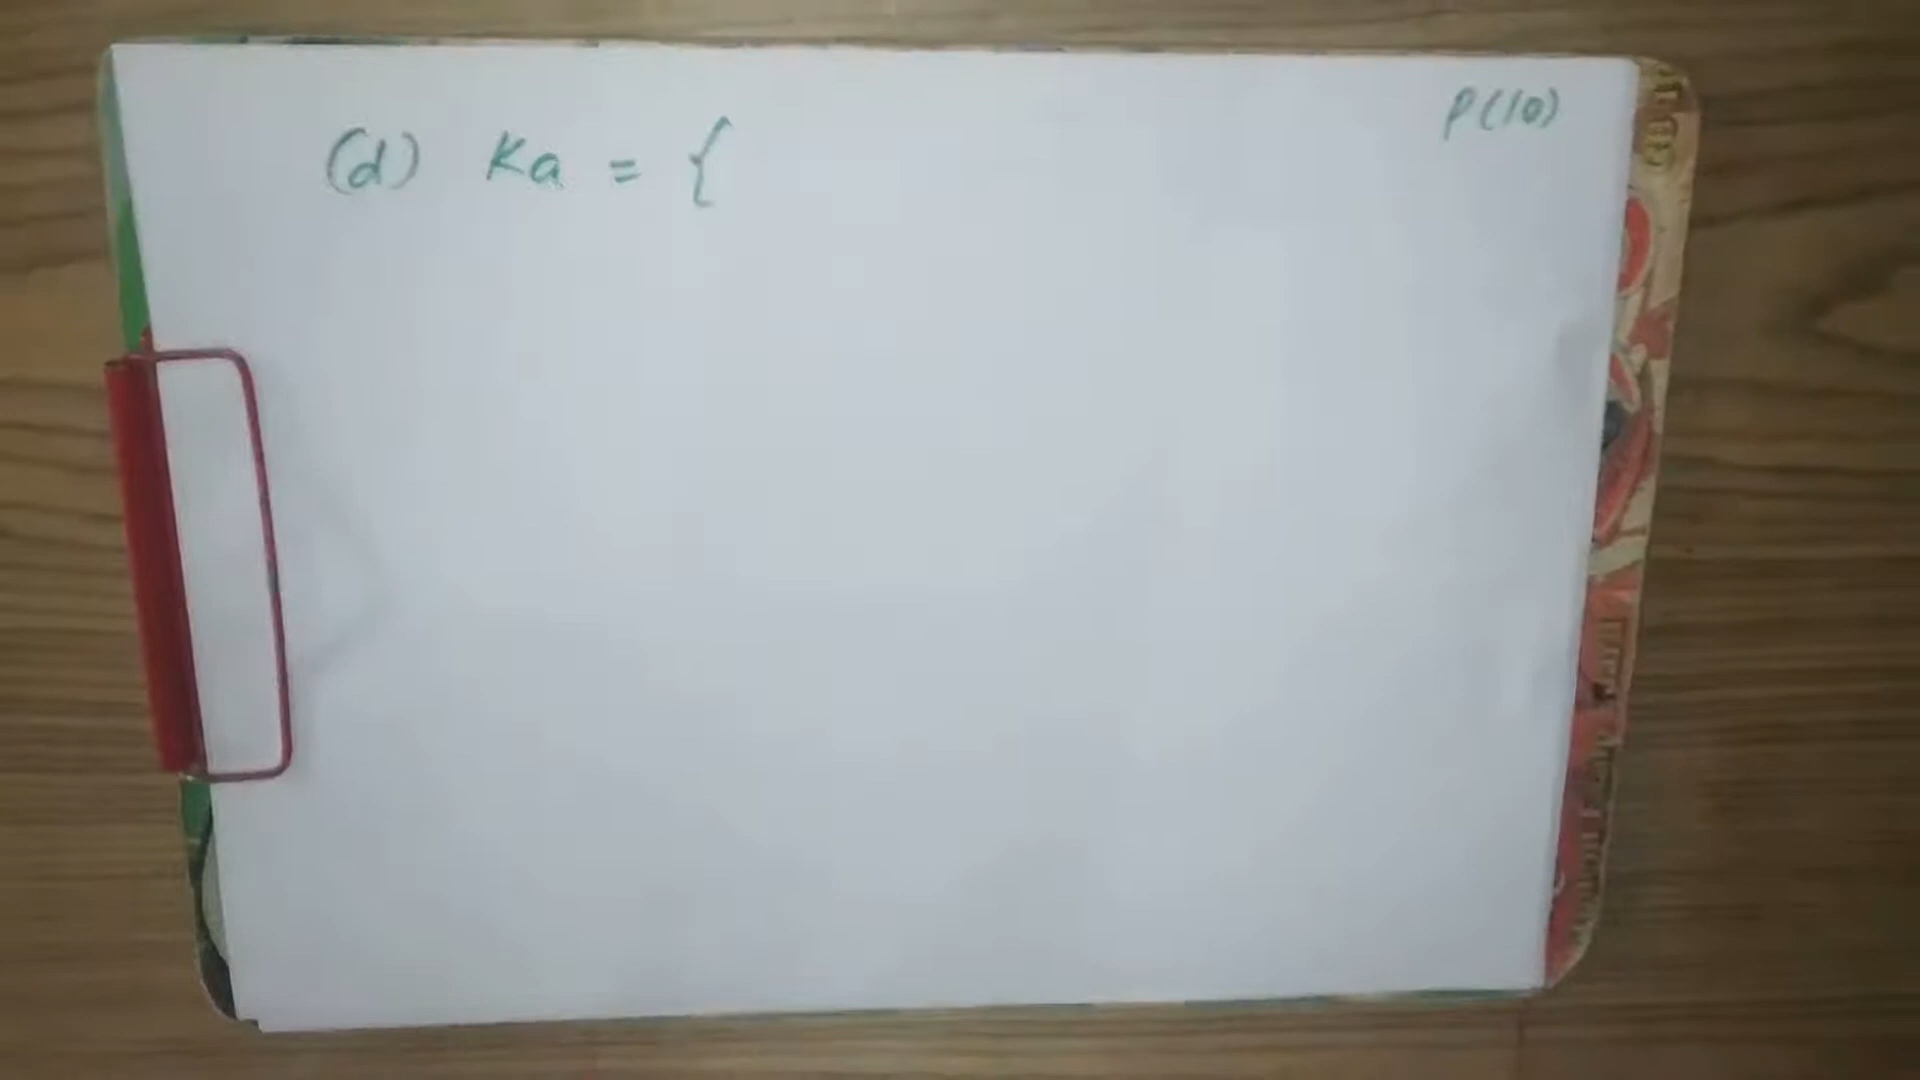 P(10)
(d) Ka = {